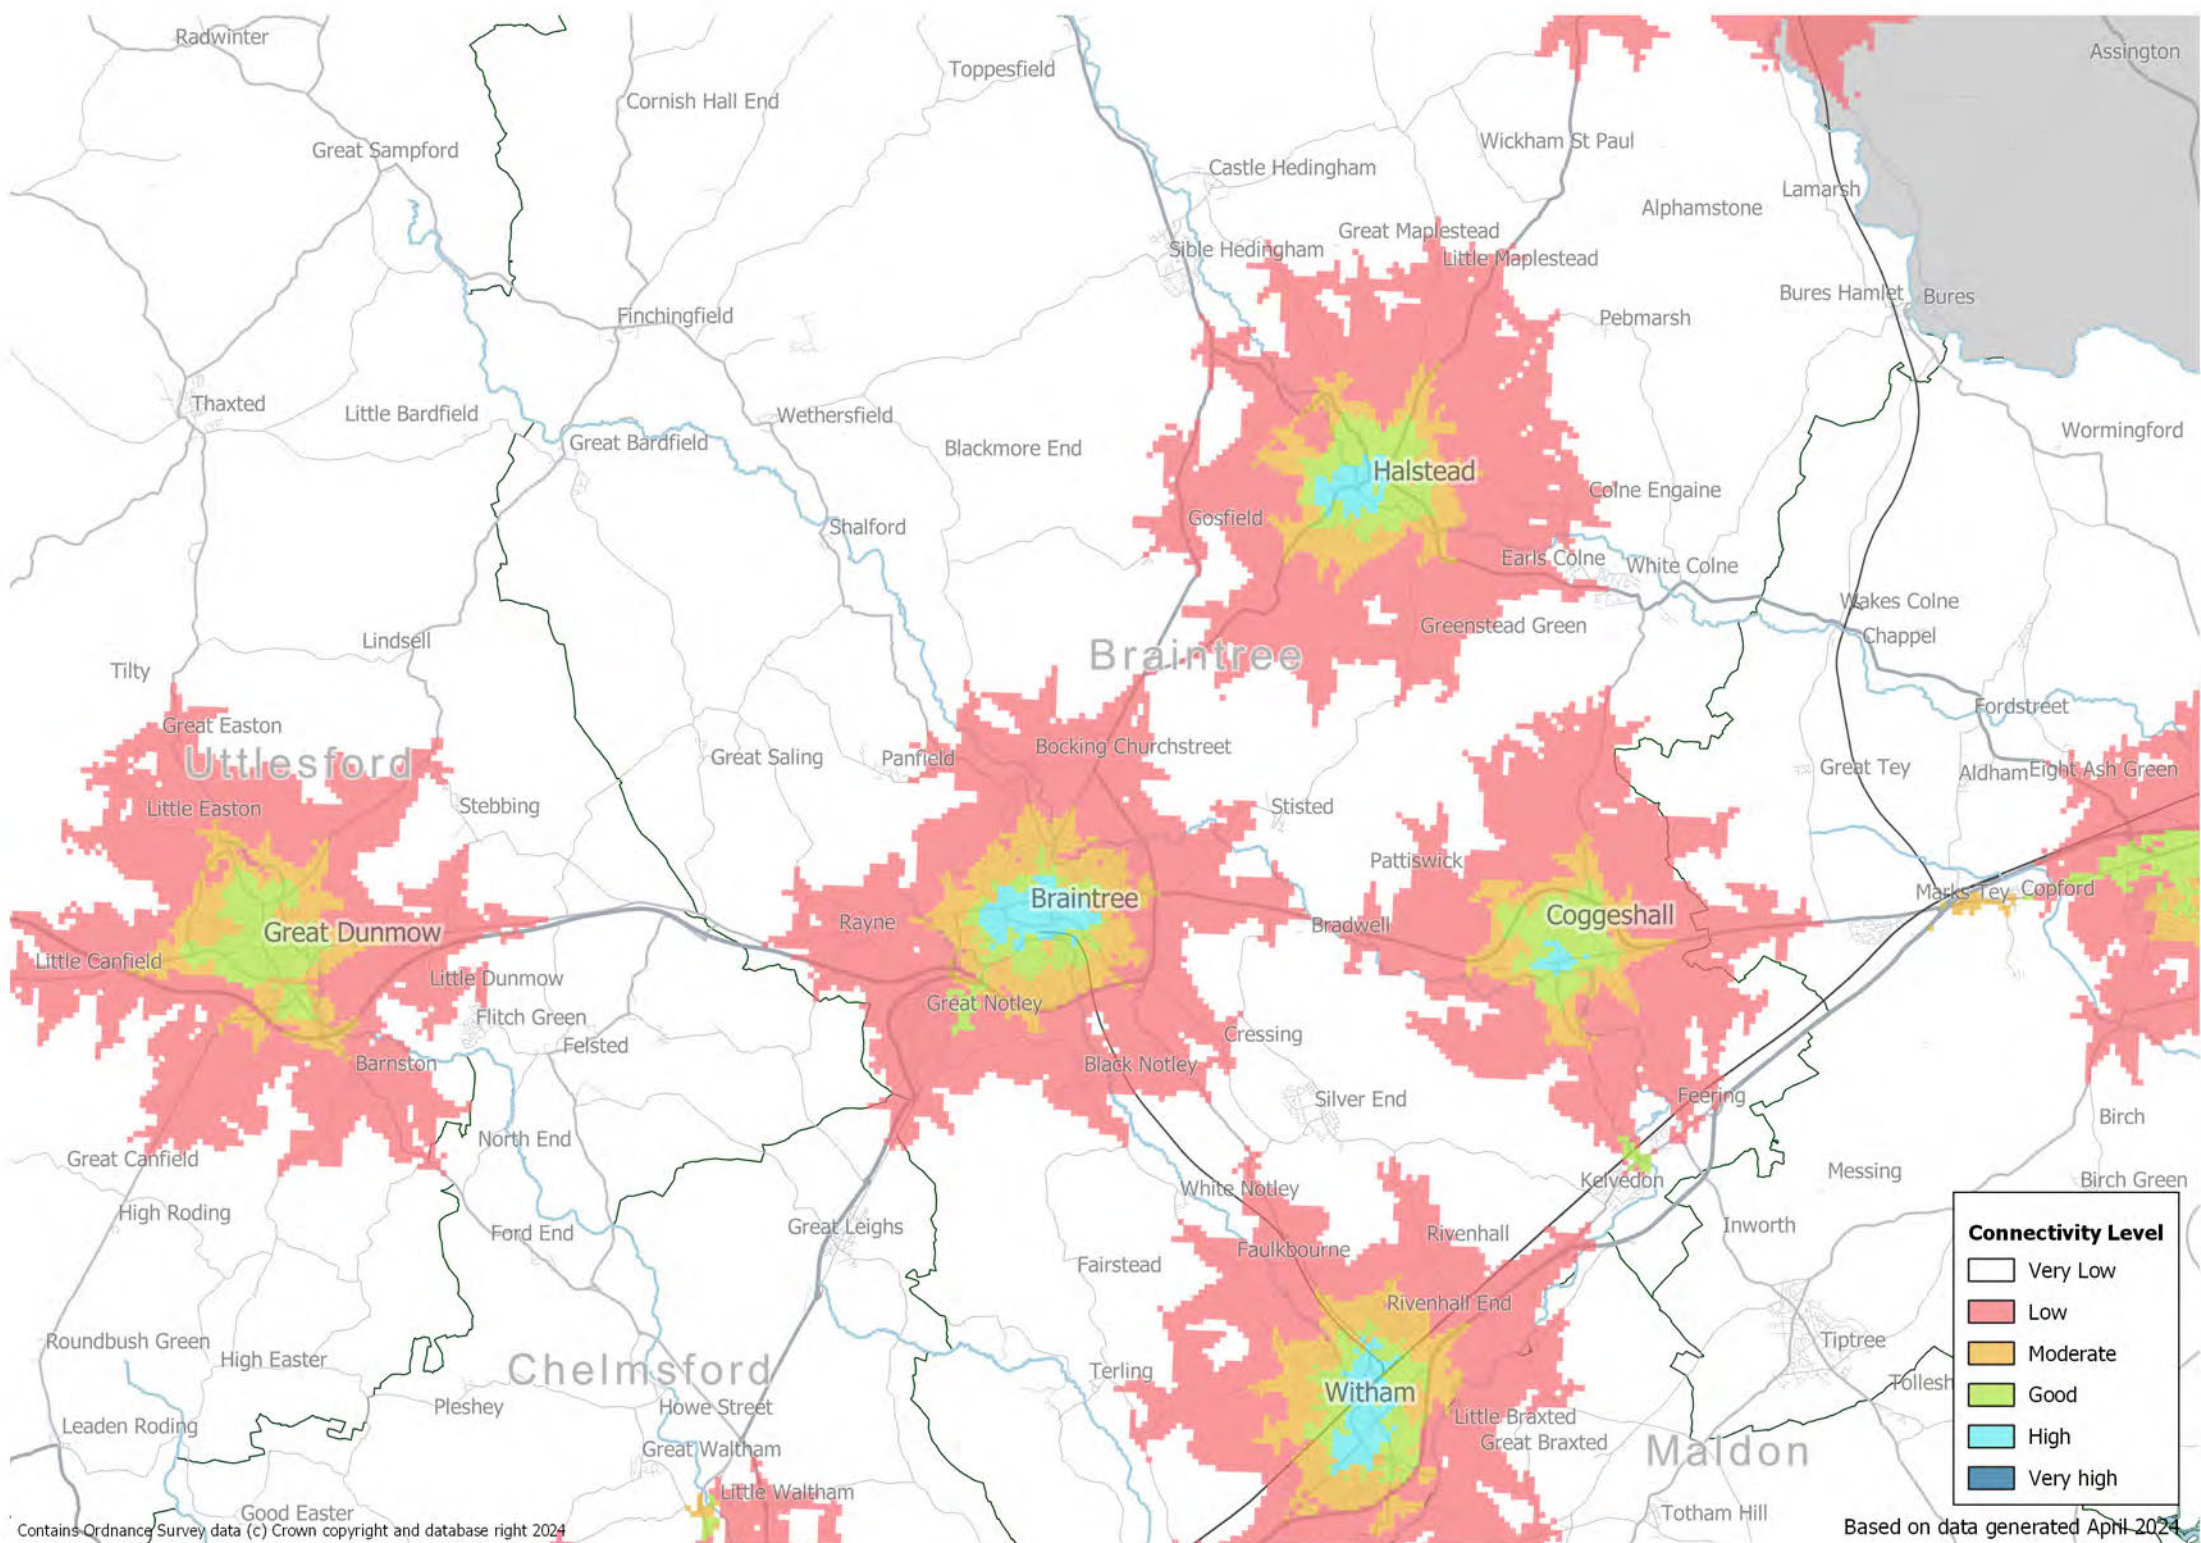 Radwinter
Assington
Toppesfield
Cornish Hall End
Great Sampford
Wickham St Paul
Castle Hedingham
Lamarsh
Alphamstone
Great Maplestead
Sible Hedingham
Little Maplestead
Bures Hamlet
Bures
Finchingfield
Pebmarsh
Thaxted
Little Bardfield
Wethersfield
Great Bardfield
Blackmore End
Wormingford
Halstead
Colne Engaine
Gosfield
Shalford
Earls Colne
White Colne
Wakes Colne
Chappel
Greenstead Green
Lindsell
Braintree
Tilty
Great Easton
Fordstreet
Uttlesford
Bocking Churchstreet
Great Saling
Panfield
Great Tey
Aldham
Eight Ash Green
Little Easton
Stebbing
Stisted
Pattiswick
Marks Tey
Copford
Braintree
Rayne
Coggeshall
Bradwell
Great Dunmow
Little Canfield
Little Dunmow
Great Notley
Flitch Green
Cressing
Felsted
Barnston
Black Notley
Silver End
Feering
Birch
North End
Great Canfield
Messing
Birch Green
White Notley
Kelvedon
High Roding
Ford End
Great Leighs
Inworth
Rivenhall
Faulkbourne
Fairstead
Rivenhall End
Roundbush Green
High Easter
Tiptree
Chelmsford
Terling
Tollesh
Witham
Pleshey
Howe Street
Little Braxted
Leaden Roding
Great Braxted
Great Waltham
Maldon
Little Waltham
Good Easter
Totham Hill
Connectivity Level
Very Low
Low
Moderate
Good
High
Very high
Contains Ordnance Survey data (c) Crown copyright and database right 2024
Based on data generated April 2024